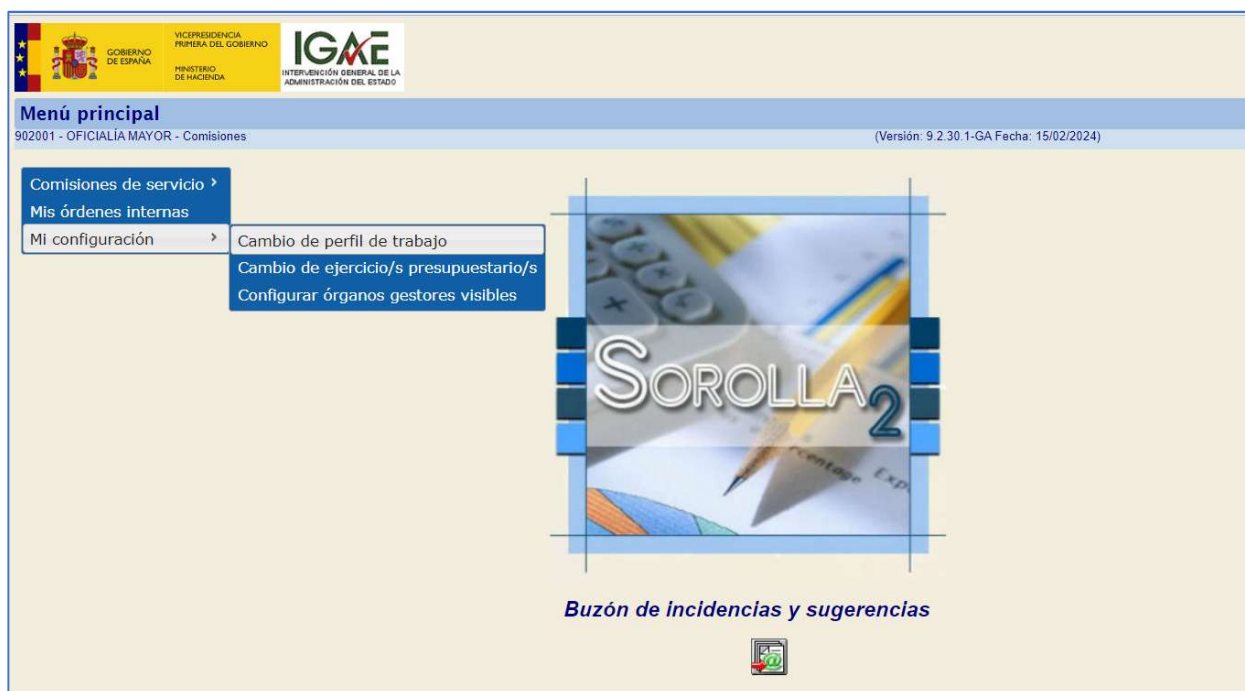 GOBIERNO
DE ESPAÑA
VICEPRESIDENCIA
PRIMERA DEL GOBIERNO
MINISTERIO
DE HACIENDA
IGAE
INTERVENCIÓN GENERAL DE LA
ADMINISTRACIÓN DEL ESTADO
Menú principal
902001 - OFICIALÍA MAYOR - Comisiones (Versión: 9.2.30.1-GA Fecha: 15/02/2024)
Comisiones de servicio >
Mis órdenes internas
Mi configuración >
Cambio de perfil de trabajo
Cambio de ejercicio/s presupuestario/s
Configurar órganos gestores visibles
SOROLLA2
Buzón de incidencias y sugerencias